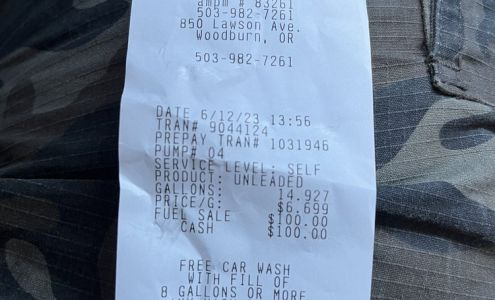 ampm # 83261
503-982-7261
850 Lawson Ave.
Woodburn, OR
503-982-7261
DATE 6/12/23 13:56
TRAN# 9044124
PREPAY TRAN# 1031946
PUMP# 04
SERVICE LEVEL: SELF
PRODUCT: UNLEADED
GALLONS: 14.927
PRICE/G: $6.699
FUEL SALE $100.00
CASH $100.00
FREE CAR WASH
WITH FILL OF
8 GALLONS OR MORE